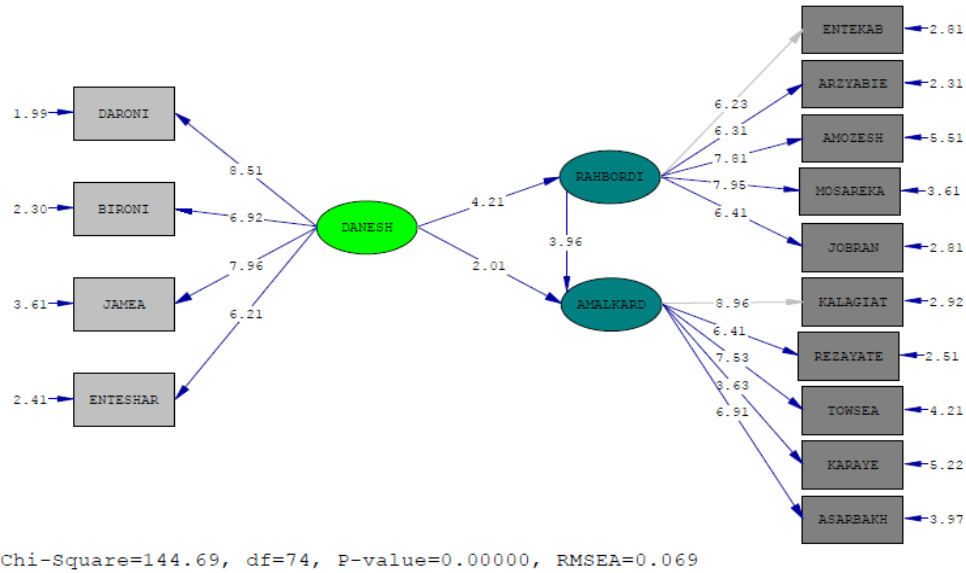 ENTEKAB
2.81
ARZYABIE
2.31
1.99
DARONI
6.23
6.31
AMOZESH
5.51
8.51
7.81
RAHBORDI
7.95
MOSAREKA
3.61
2.30
BIRONI
6.92
4.21
6.41
DANESH
JOBRAN
2.81
3.96
7.96
2.01
3.61
JAMEA
AMALKARD
8.96
KALAGIAT
2.92
6.21
6.41
REZAYATE
2.51
7.53
2.41
ENTESHAR
3.63
TOWSEA
4.21
6.91
KARAYE
5.22
ASARBAKH
3.97
Chi-Square=144.69, df=74, P-value=0.00000, RMSEA=0.069